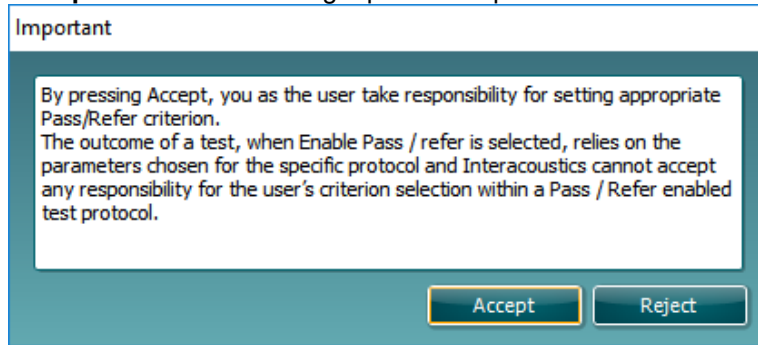 Important
By pressing Accept, you as the user take responsibility for setting appropriate
Pass/Refer criterion.
The outcome of a test, when Enable Pass / refer is selected, relies on the
parameters chosen for the specific protocol and Interacoustics cannot accept
any responsibility for the user's criterion selection within a Pass / Refer enabled
test protocol.
Accept Reject